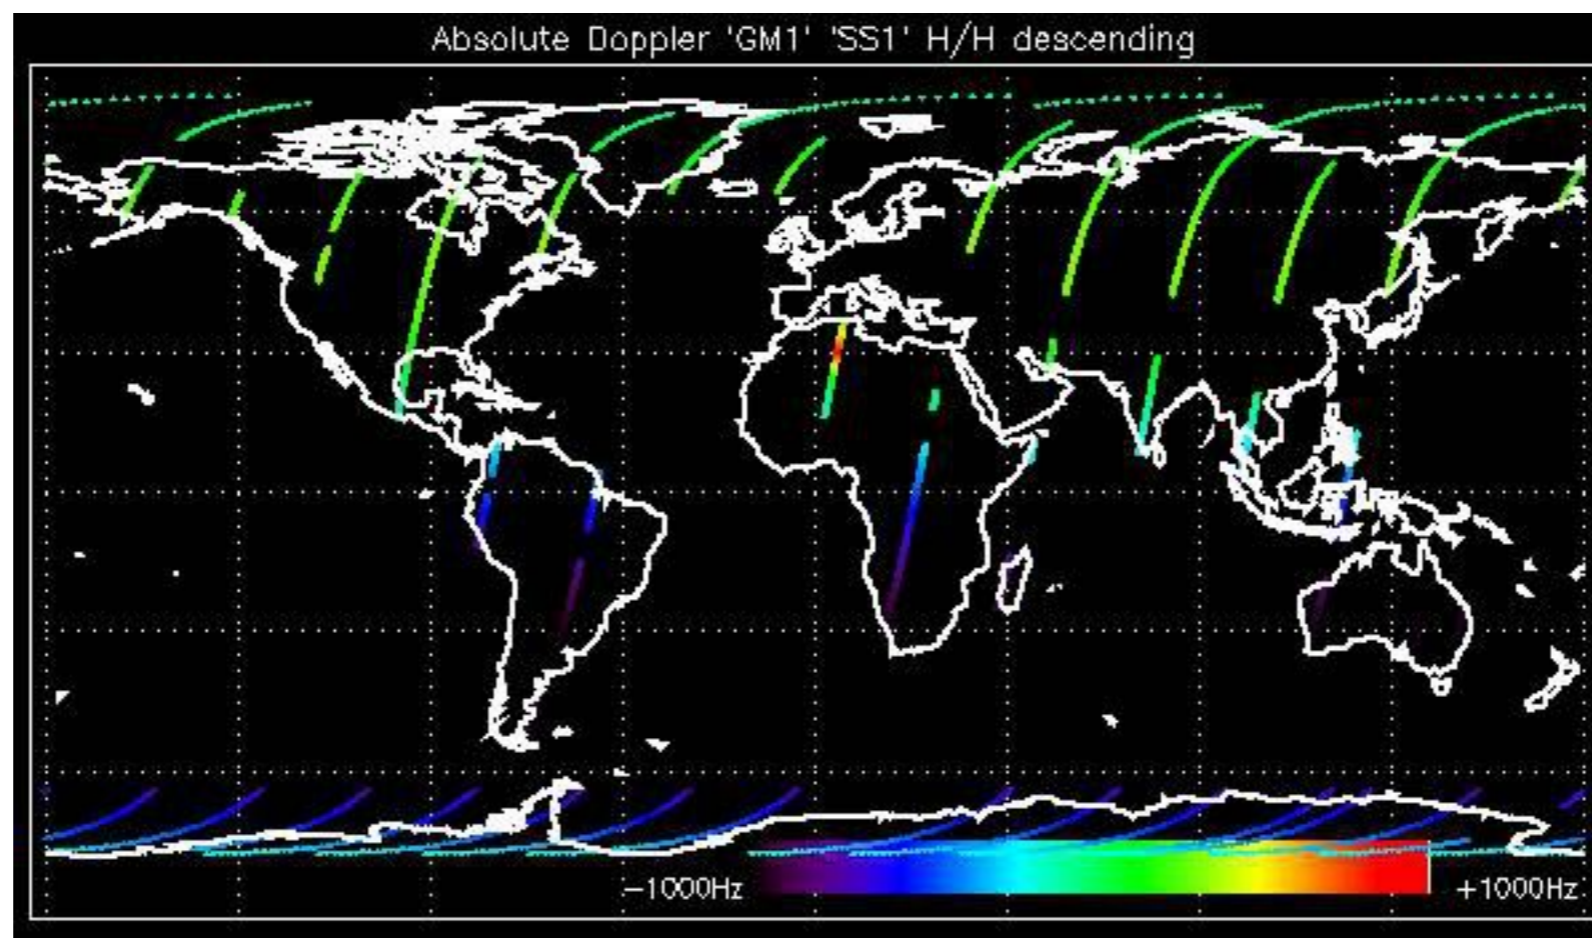 Absolute Doppler 'GM1' 'SS1' H/H descending
-1000Hz +1000Hz